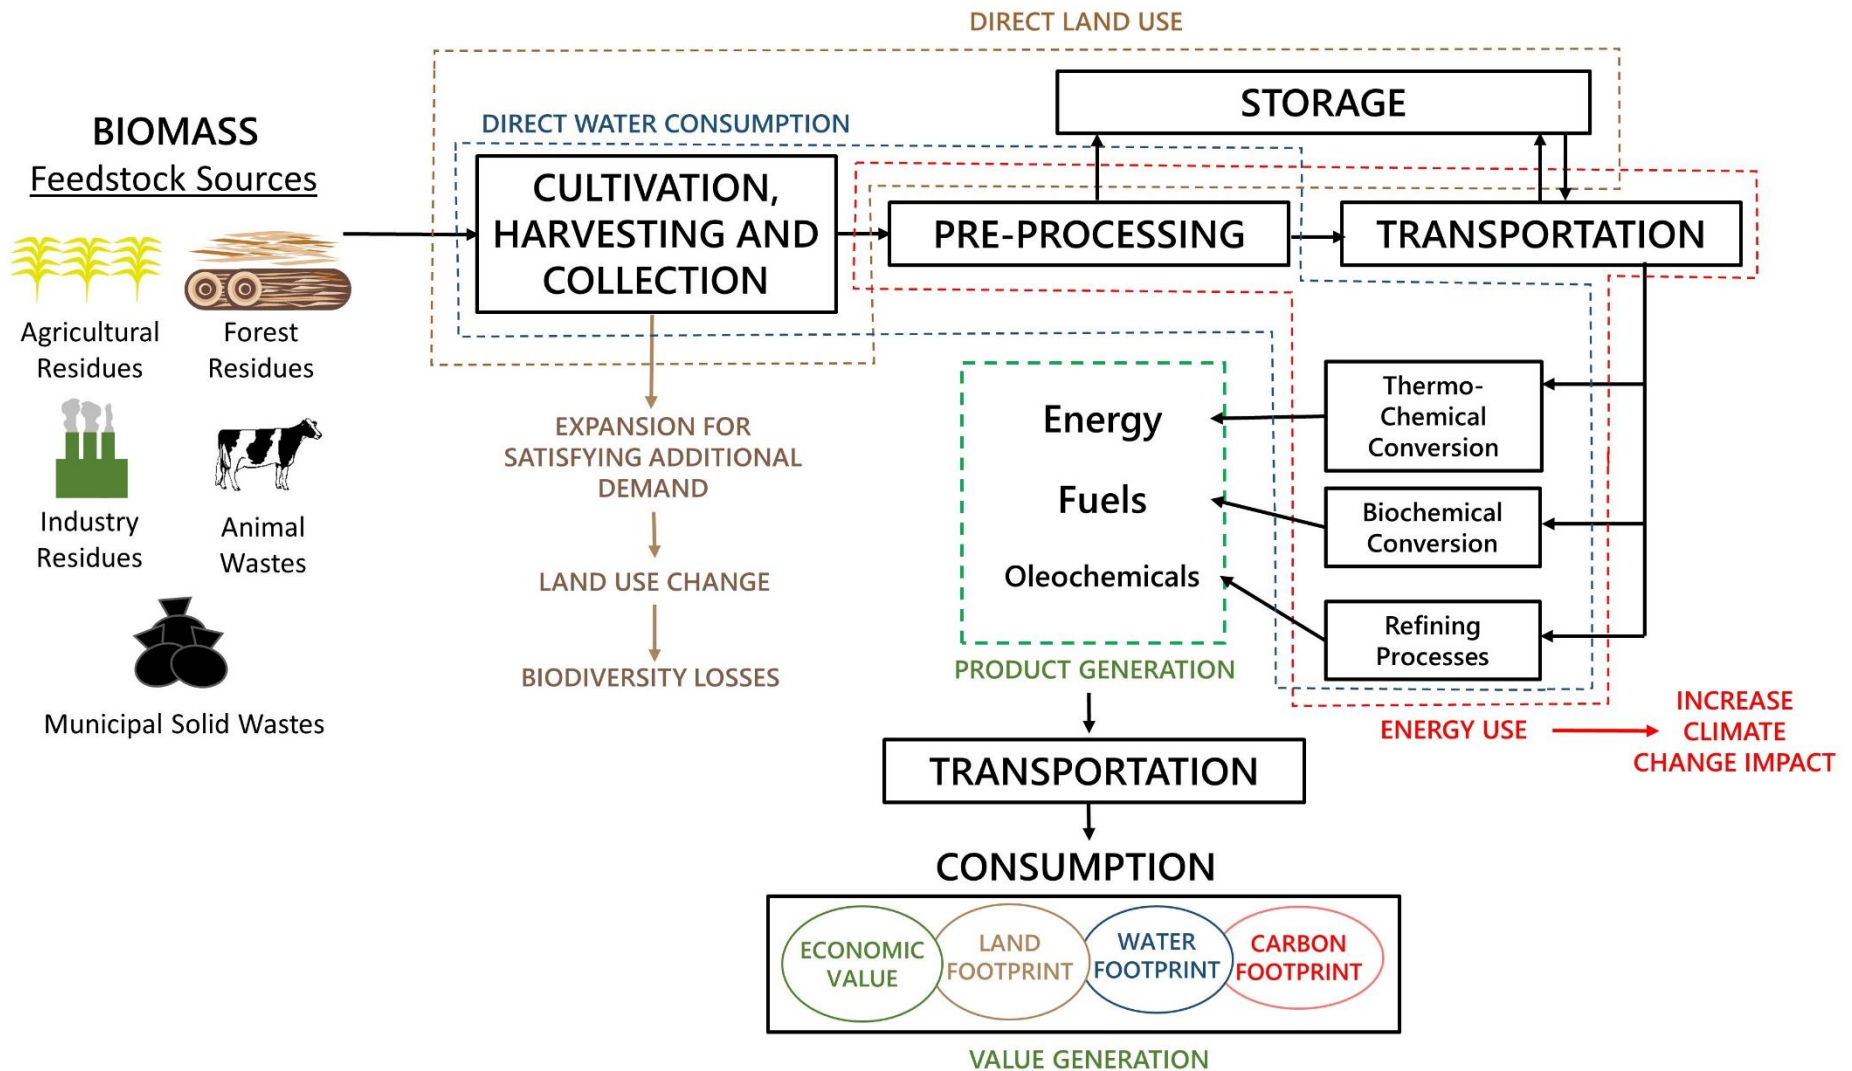 DIRECT LAND USE
STORAGE
BIOMASS
Feedstock Sources
DIRECT WATER CONSUMPTION
CULTIVATION,
HARVESTING AND
COLLECTION
PRE-PROCESSING
TRANSPORTATION
Agricultural
Residues
Forest
Residues
Industry
Residues
Animal
Wastes
Municipal Solid Wastes
EXPANSION FOR
SATISFYING ADDITIONAL
DEMAND
LAND USE CHANGE
BIODIVERSITY LOSSES
Energy
Fuels
Oleochemicals
PRODUCT GENERATION
Thermo-
Chemical
Conversion
Biochemical
Conversion
Refining
Processes
ENERGY USE
INCREASE
CLIMATE
CHANGE IMPACT
TRANSPORTATION
CONSUMPTION
ECONOMIC
VALUE
LAND
FOOTPRINT
WATER
FOOTPRINT
CARBON
FOOTPRINT
VALUE GENERATION